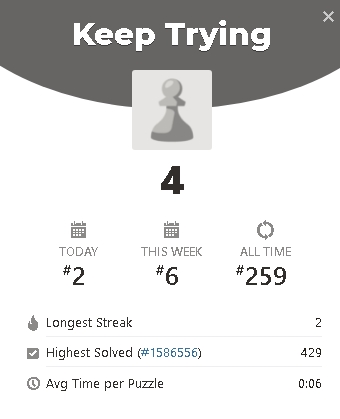 Keep Trying
4
TODAY THIS WEEK ALL TIME
#2 #6 #259
Longest Streak 2
Highest Solved (#1586556) 429
Avg Time per Puzzle 0:06